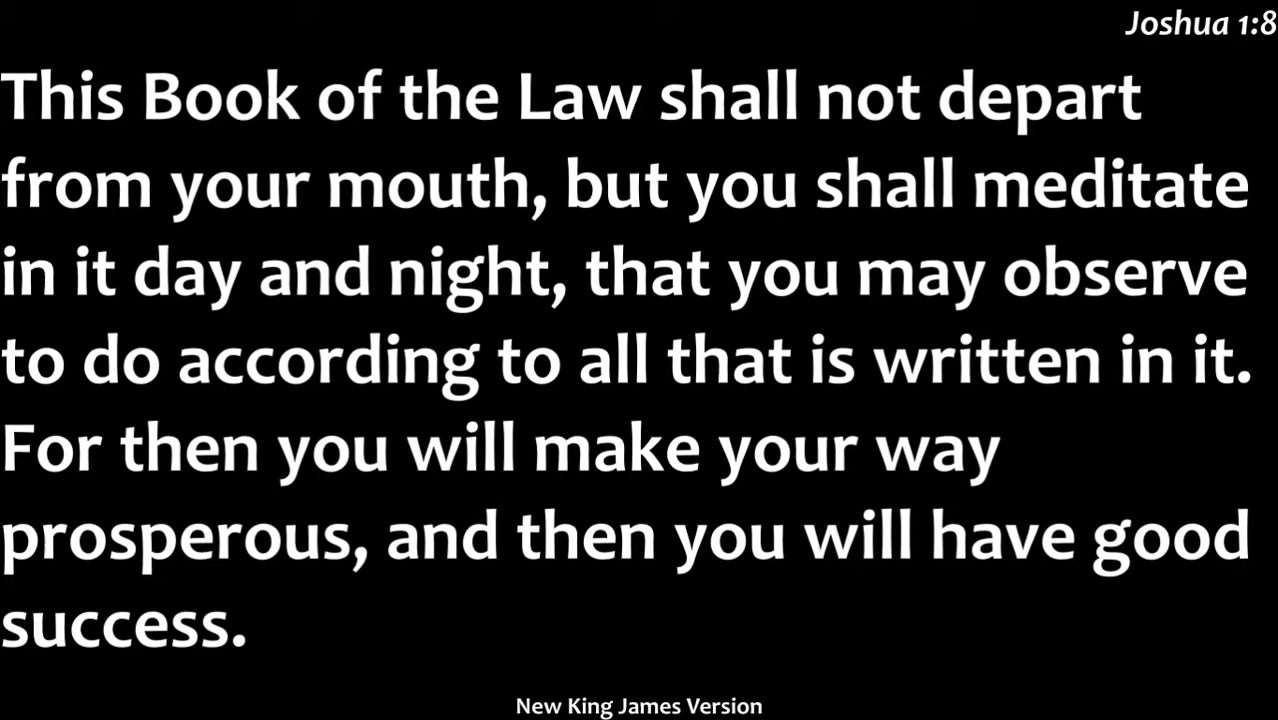 Joshua 1:8
This Book of the Law shall not depart
from your mouth, but you shall meditate
in it day and night, that you may observe
to do according to all that is written in it.
For then you will make your way
prosperous, and then you will have good
success.
New King James Version